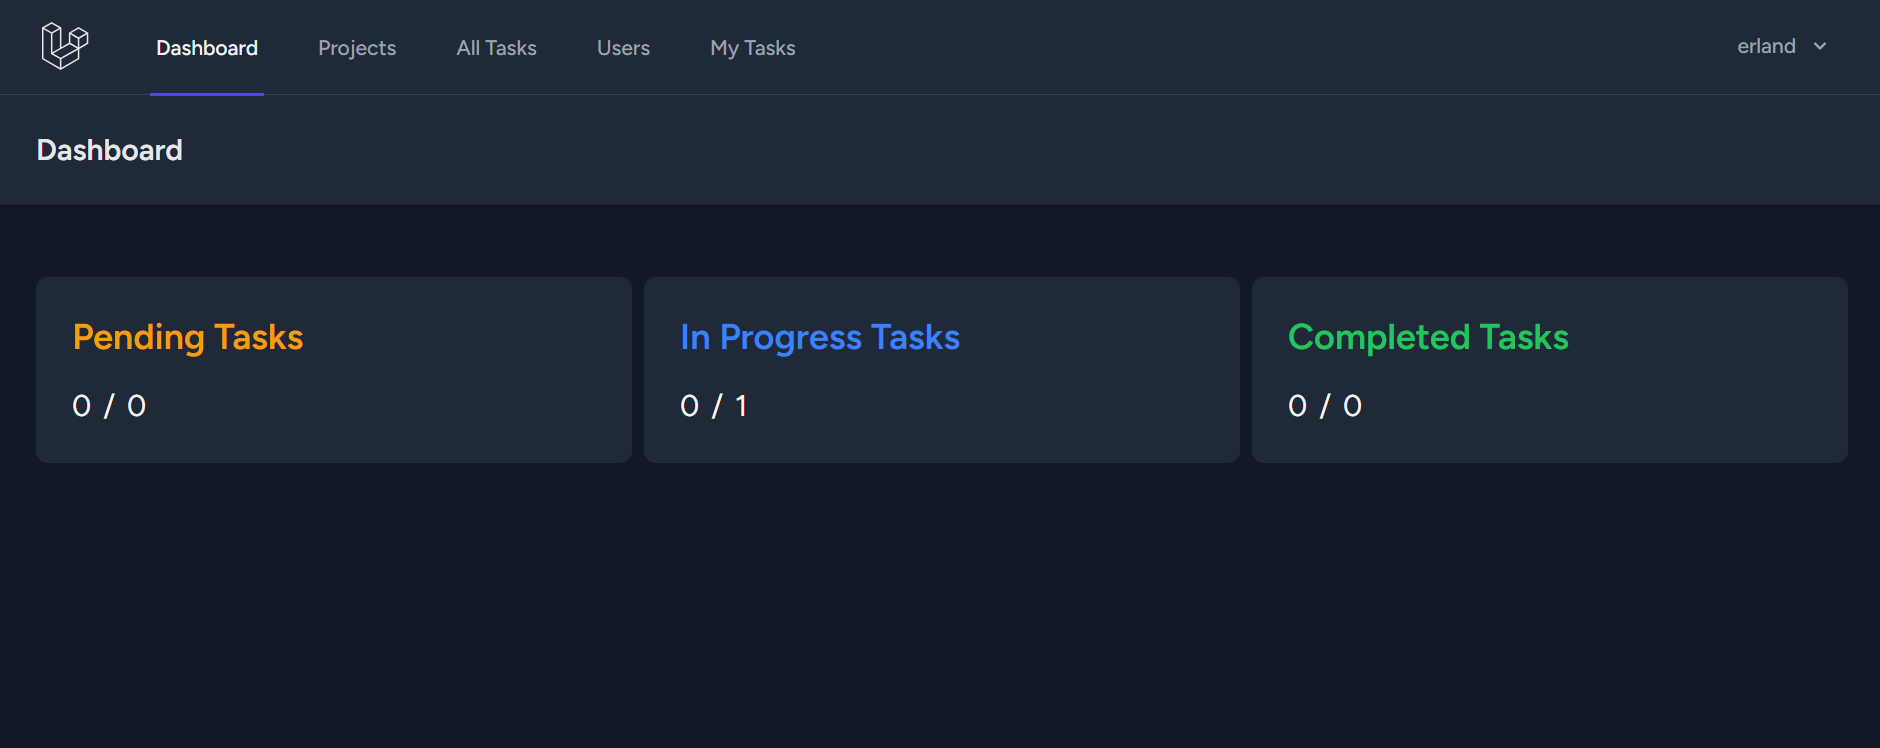 Dashboard Projects All Tasks Users My Tasks erland
Dashboard
Pending Tasks
0 / 0
In Progress Tasks
0 / 1
Completed Tasks
0 / 0